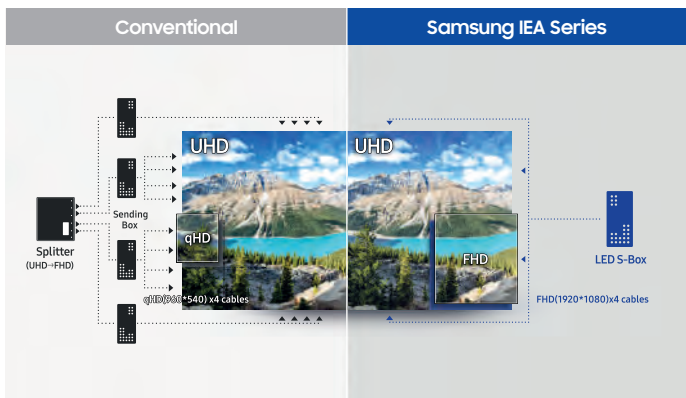 Conventional
Samsung IEA Series
UHD
UHD
Sending
Box
qHD
Splitter
(UHD→FHD)
FHD
LED S-Box
qHD(960*540) x4 cables
FHD(1920*1080)x4 cables